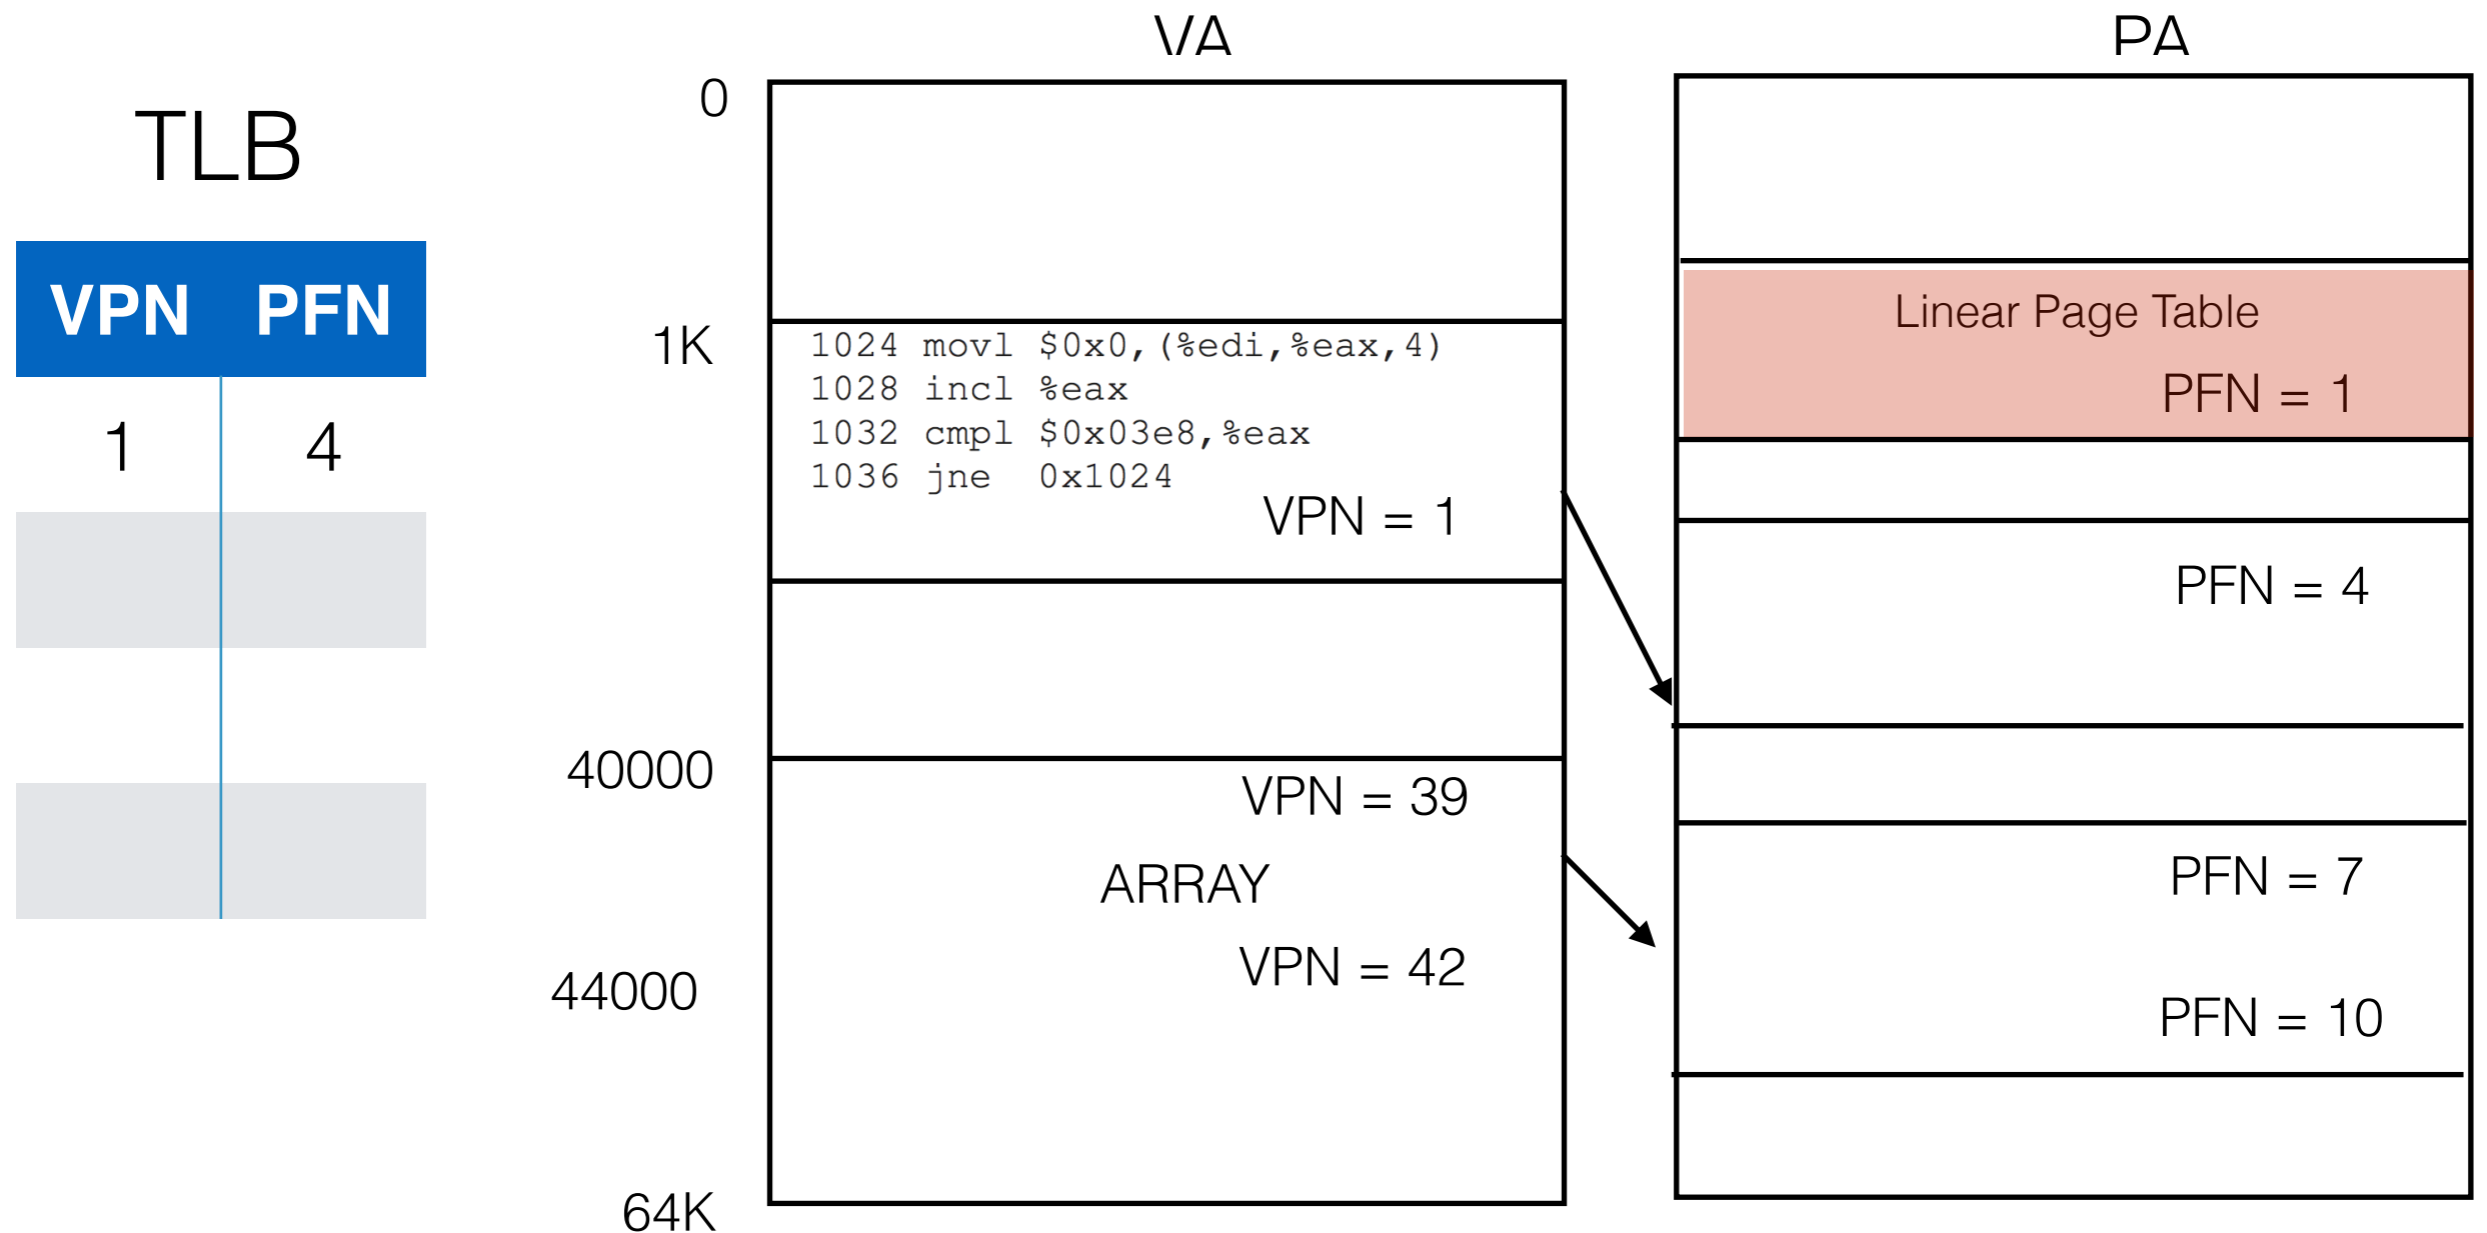 TLB
VPN PFN
1 4
VA
0
1K
1024 movl $0x0,(%edi,%eax,4)
1028 incl %eax
1032 cmpl $0x03e8,%eax
1036 jne 0x1024
VPN = 1
40000
VPN = 39
ARRAY
VPN = 42
44000
64K
PA
Linear Page Table
PFN = 1
PFN = 4
PFN = 7
PFN = 10